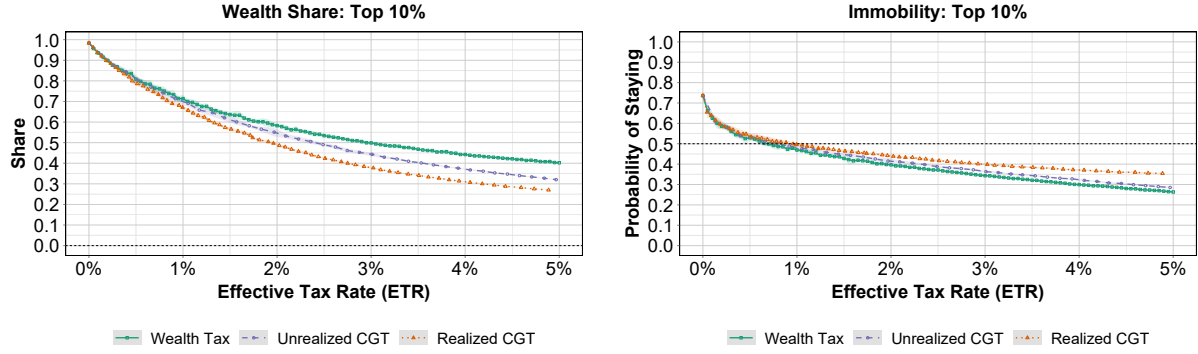 Wealth Share: Top 10%
Share
1.0
0.9
0.8
0.7
0.6
0.5
0.4
0.3
0.2
0.1
0.0
0%
1%
2%
3%
4%
5%
Effective Tax Rate (ETR)
Wealth Tax
Unrealized CGT
Realized CGT
Immobility: Top 10%
Probability of Staying
1.0
0.9
0.8
0.7
0.6
0.5
0.4
0.3
0.2
0.1
0.0
0%
1%
2%
3%
4%
5%
Effective Tax Rate (ETR)
Wealth Tax
Unrealized CGT
Realized CGT